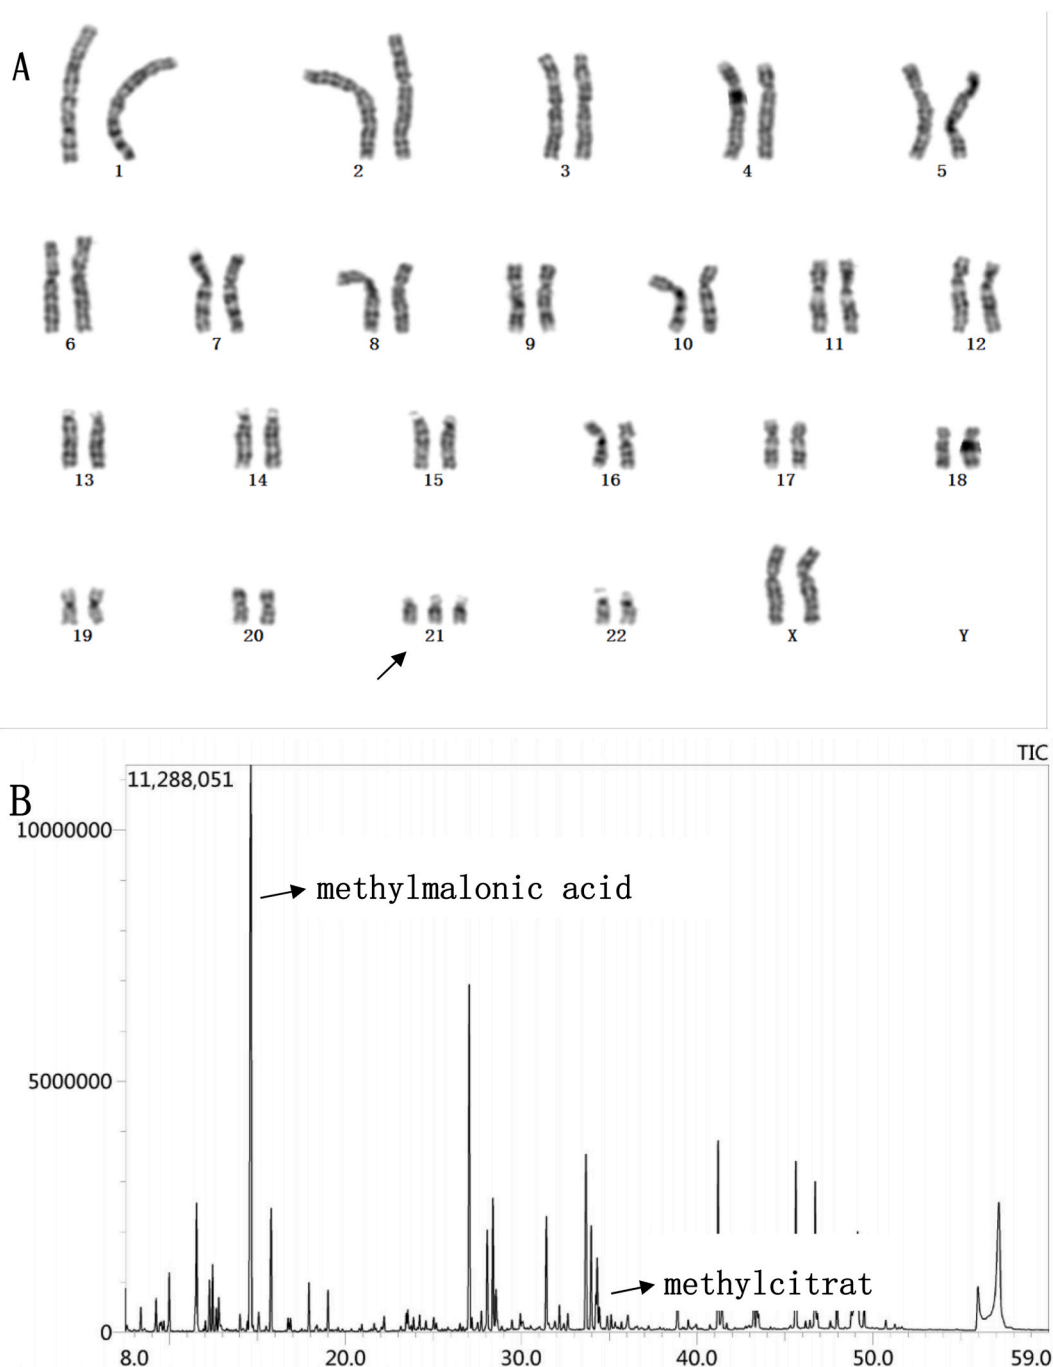 A
1 2 3 4 5
6 7 8 9 10 11 12
13 14 15 16 17 18
19 20 21 22 X Y
TIC
B
11,288,051
10000000
methylmalonic acid
5000000
methylcitrat
0
8.0 20.0 30.0 40.0 50.0 59.0